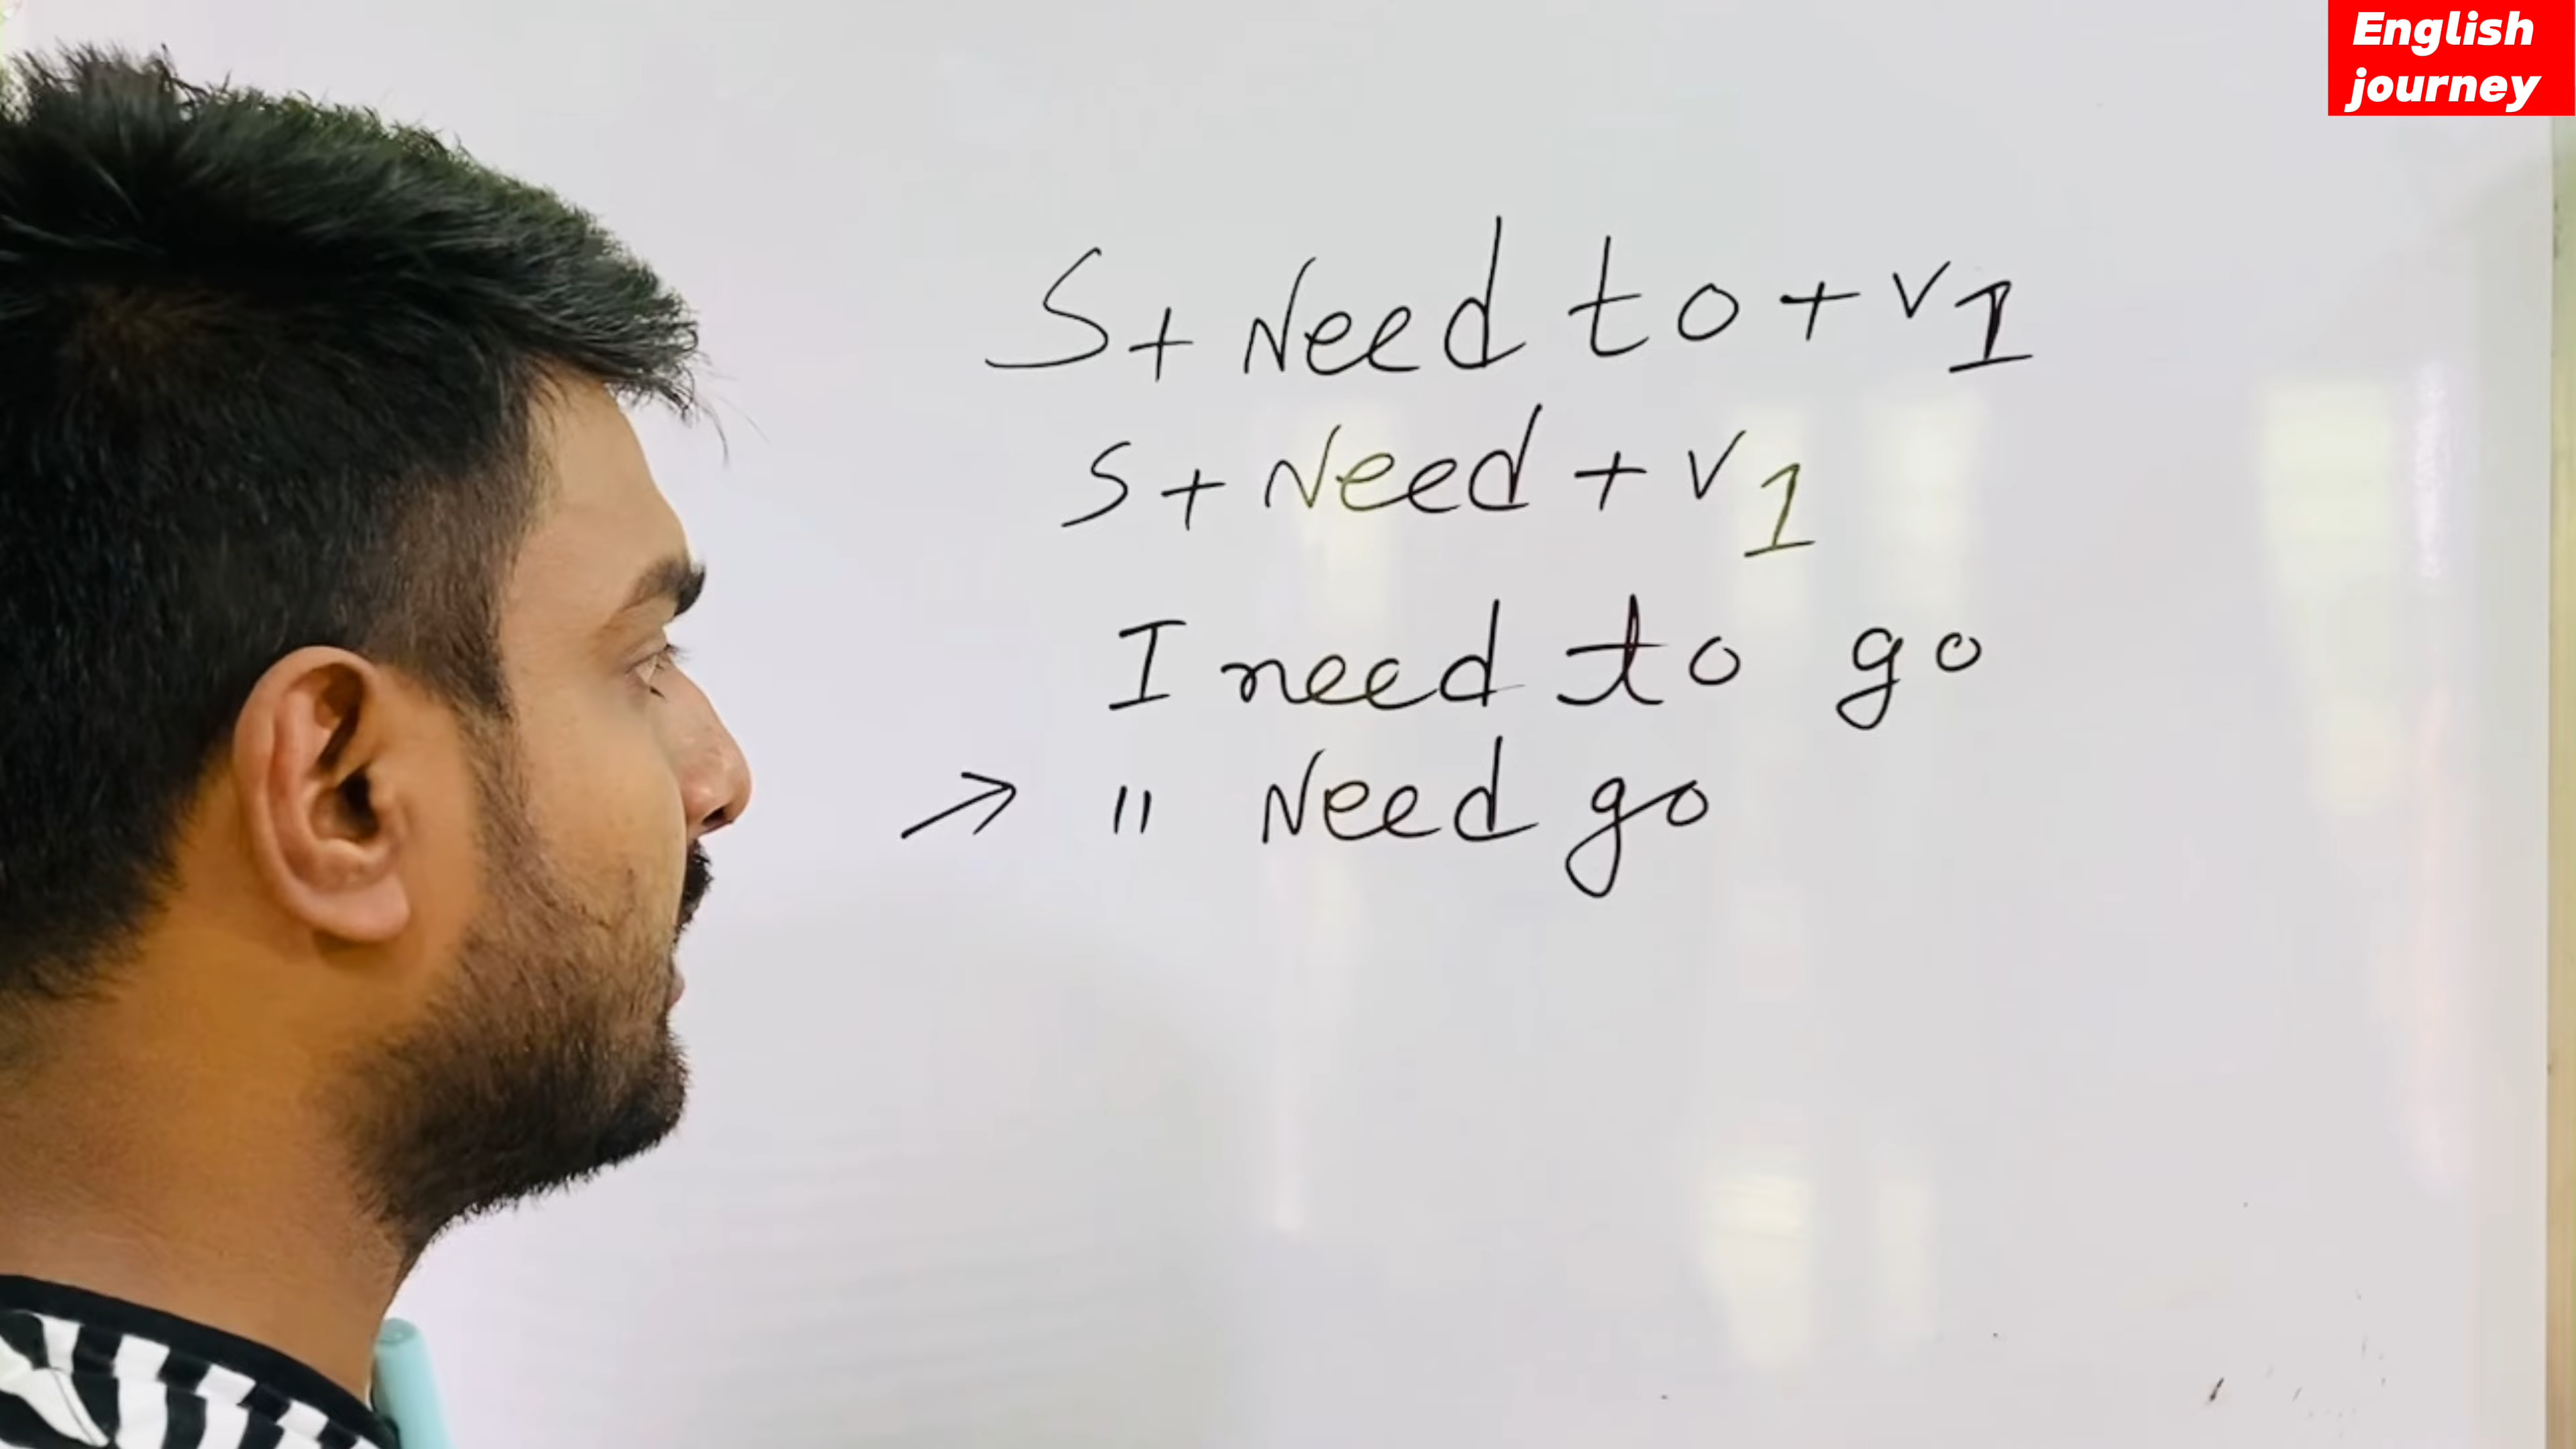 English
journey
S + Need to + V1
S + Need + V1
I need to go
→ " Need go